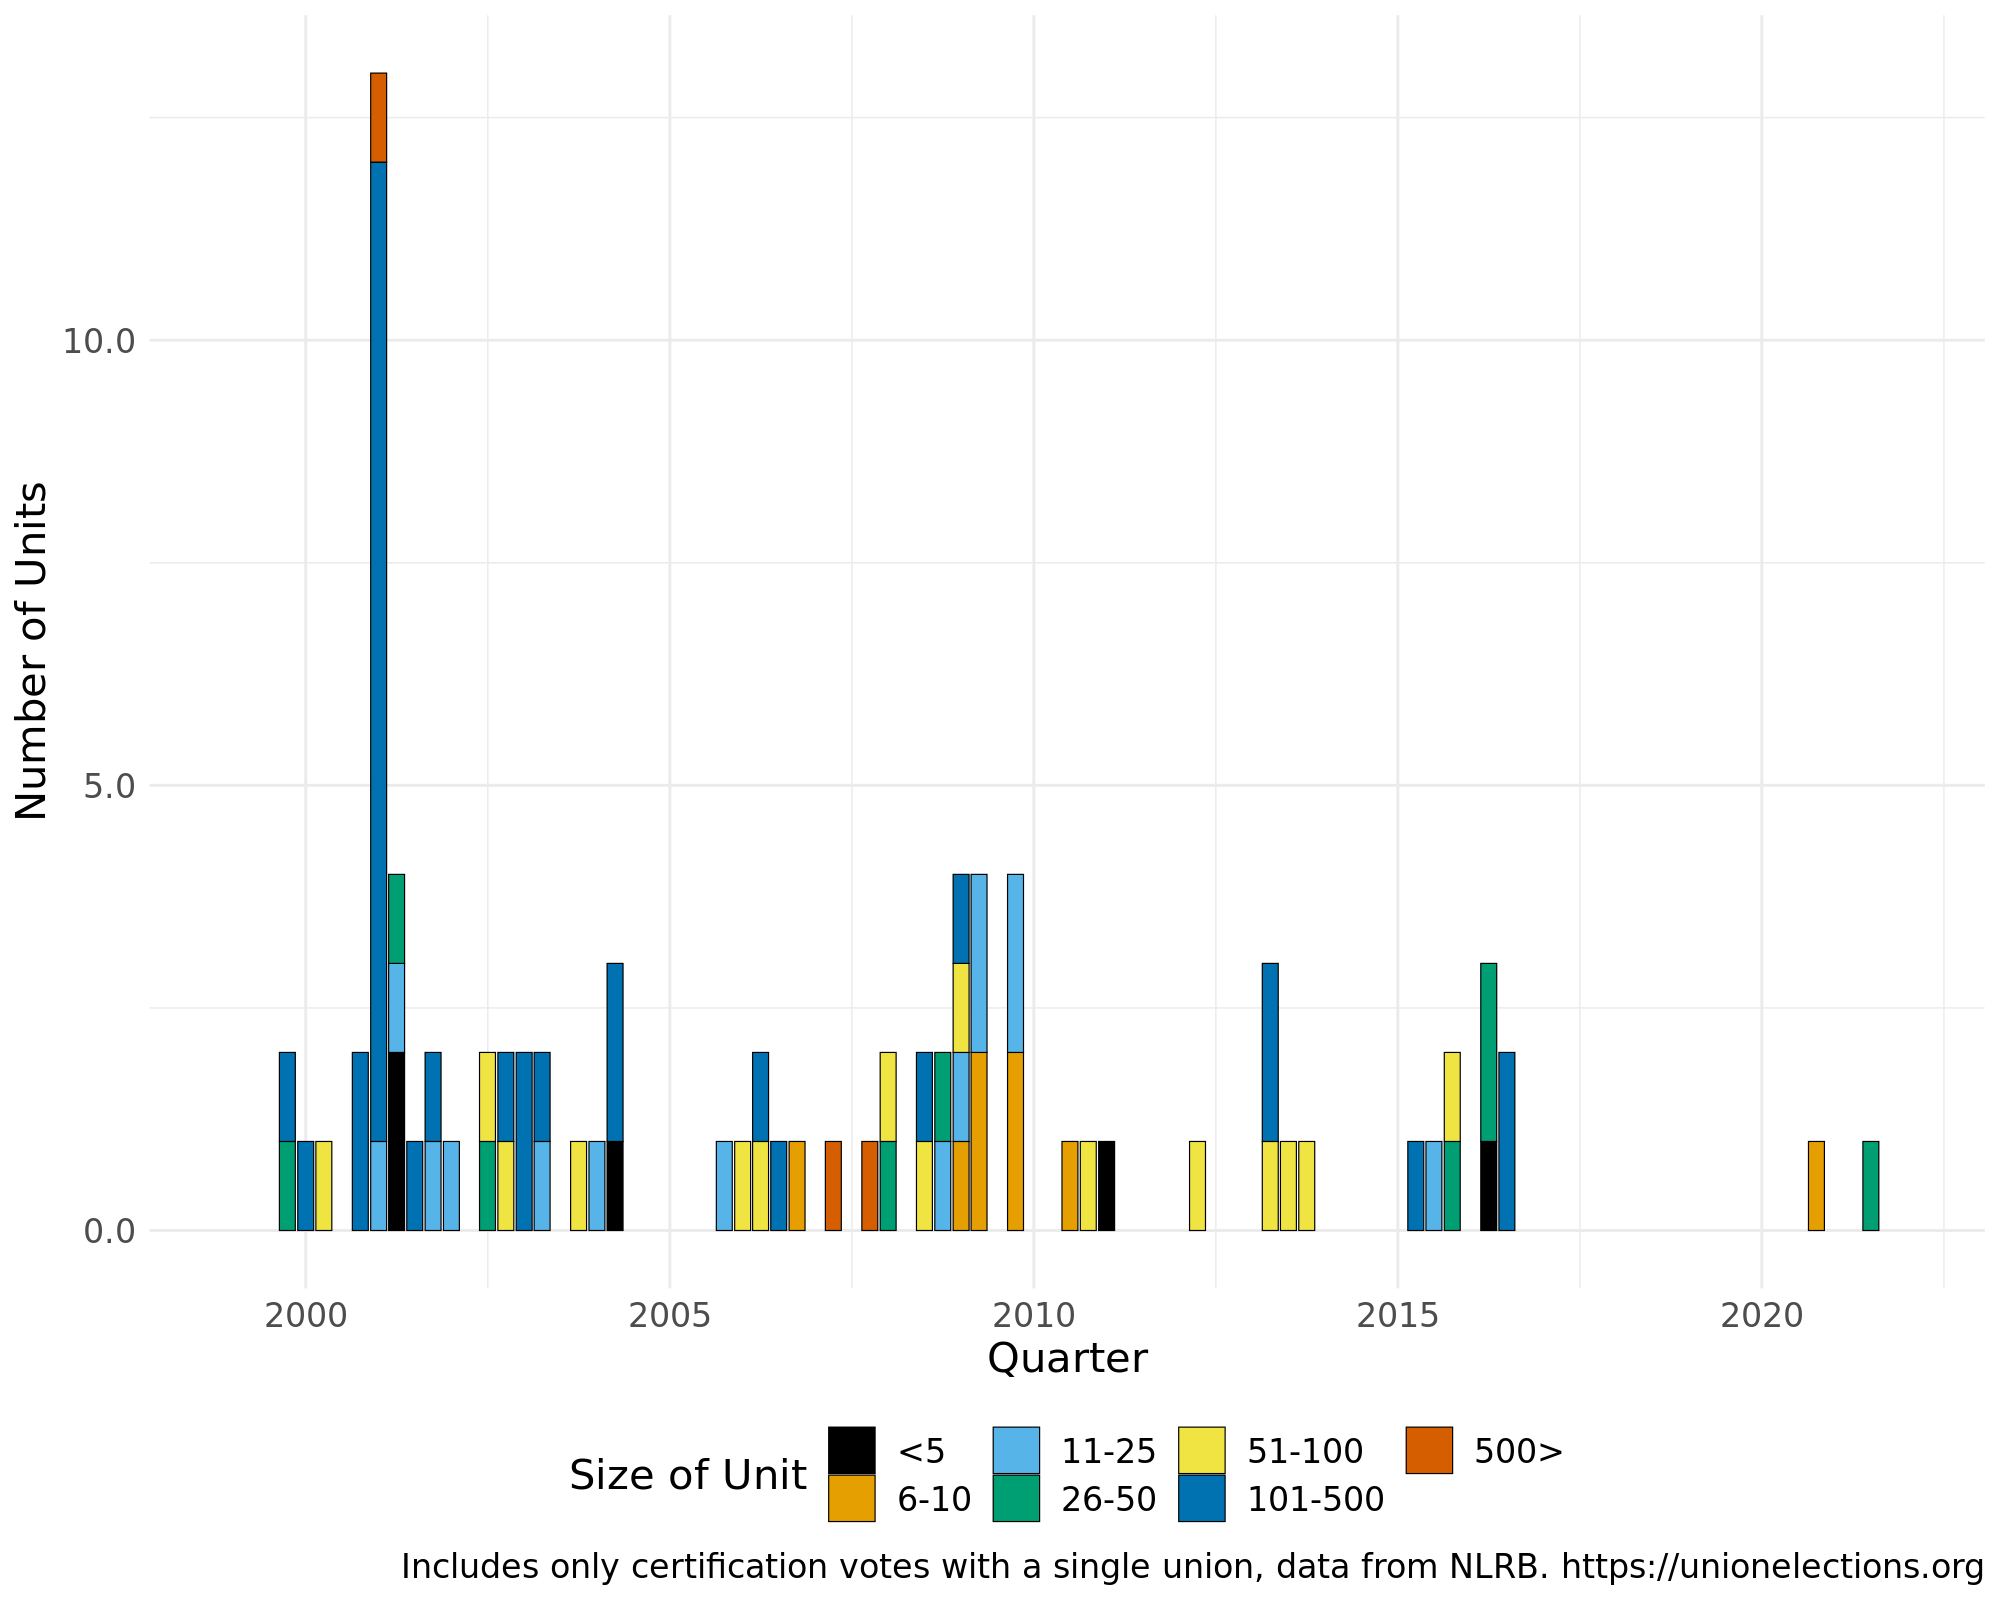 Number of Units
10.0
5.0
0.0
2000 2005 2010 2015 2020
Quarter
Size of Unit
<5 11-25 51-100 500>
6-10 26-50 101-500
Includes only certification votes with a single union, data from NLRB. https://unionelections.org